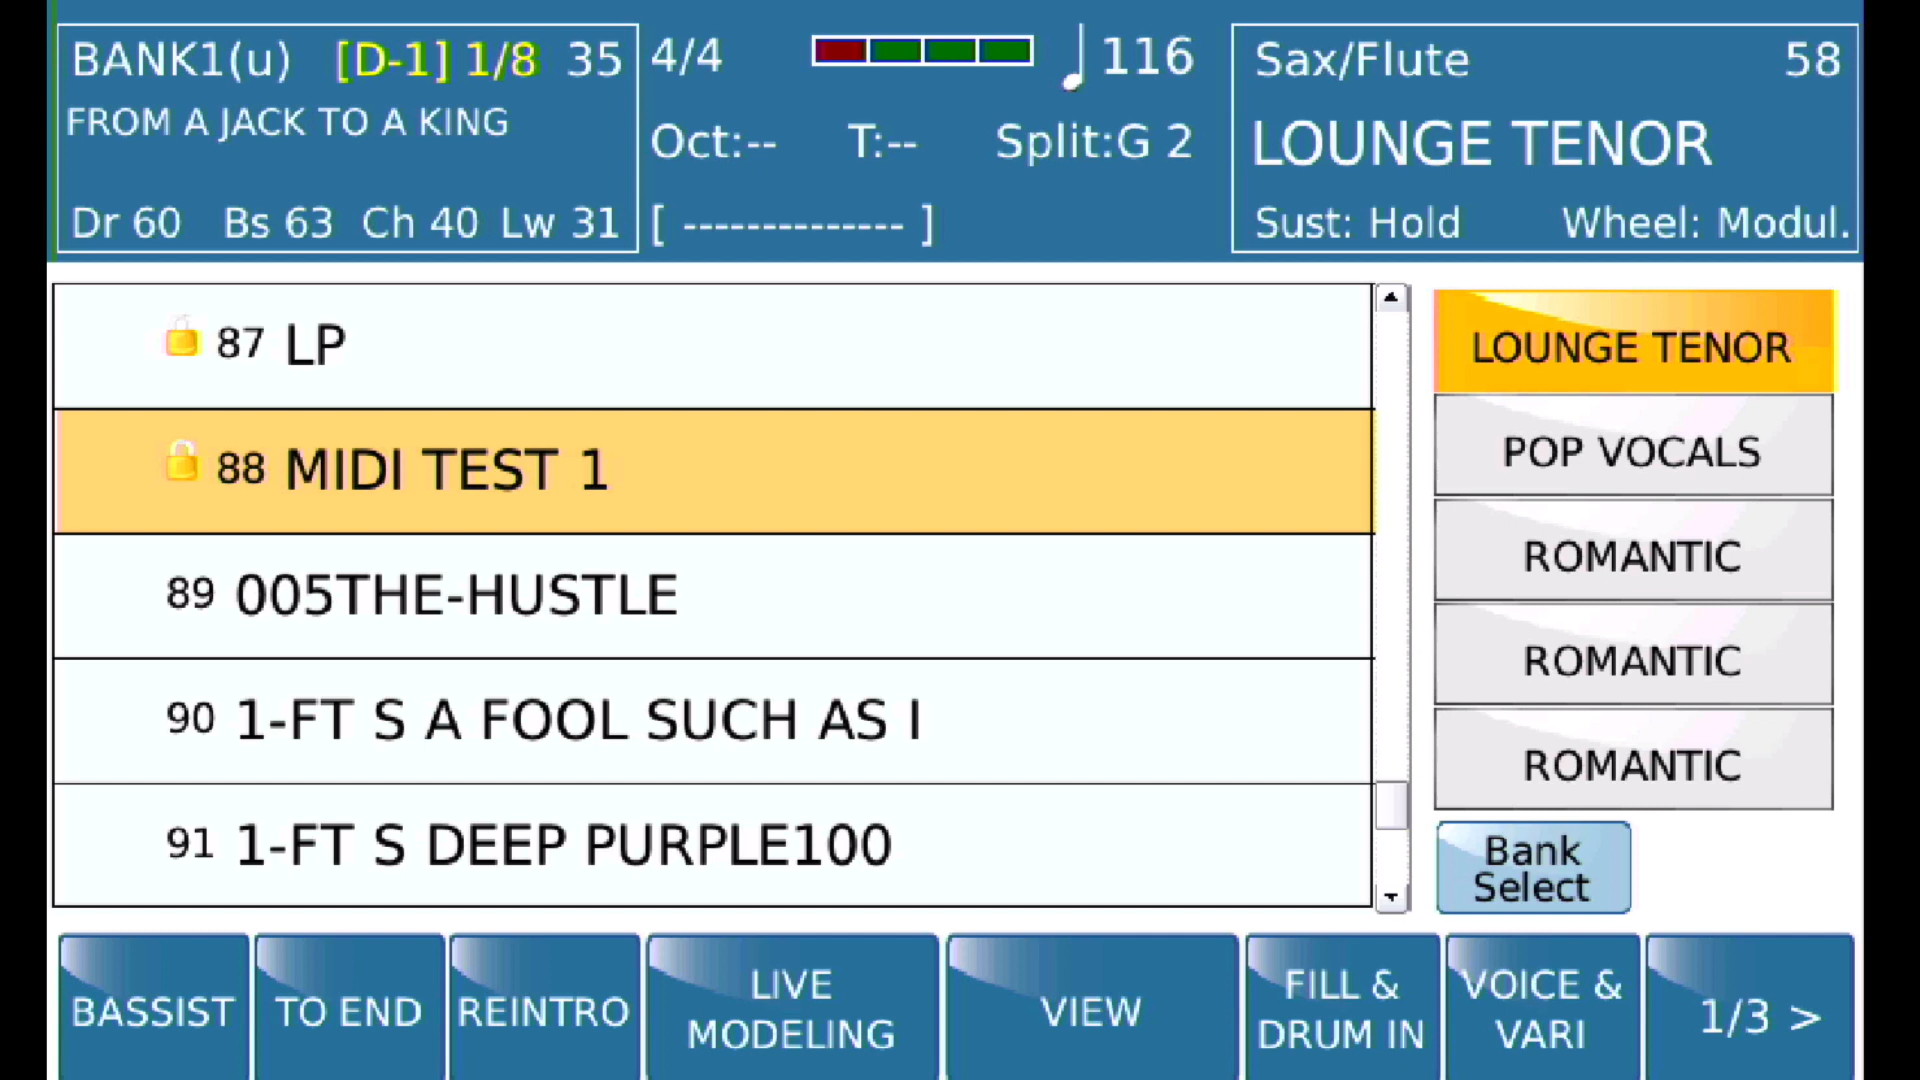 BANK1(u) [D-1] 1/8 35
FROM A JACK TO A KING
Dr 60 Bs 63 Ch 40 Lw 31
4/4 116
Oct:-- T:-- Split:G 2
[ -------------- ]
Sax/Flute 58
LOUNGE TENOR
Sust: Hold Wheel: Modul.
87 LP
88 MIDI TEST 1
89 005THE-HUSTLE
90 1-FT S A FOOL SUCH AS I
91 1-FT S DEEP PURPLE100
LOUNGE TENOR
POP VOCALS
ROMANTIC
ROMANTIC
ROMANTIC
Bank
Select
BASSIST
TO END
REINTRO
LIVE
MODELING
VIEW
FILL &
DRUM IN
VOICE &
VARI
1/3 >